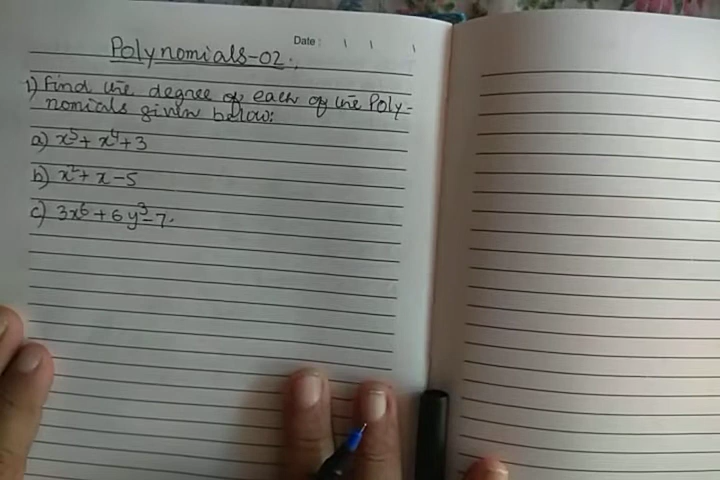 Polynomials-02.
Date :
1) Find the degree of each of the Poly-
nomials given below:
a) x⁵ + x⁴ + 3
b) x² + x - 5
c) 3x⁶ + 6y³ - 7.